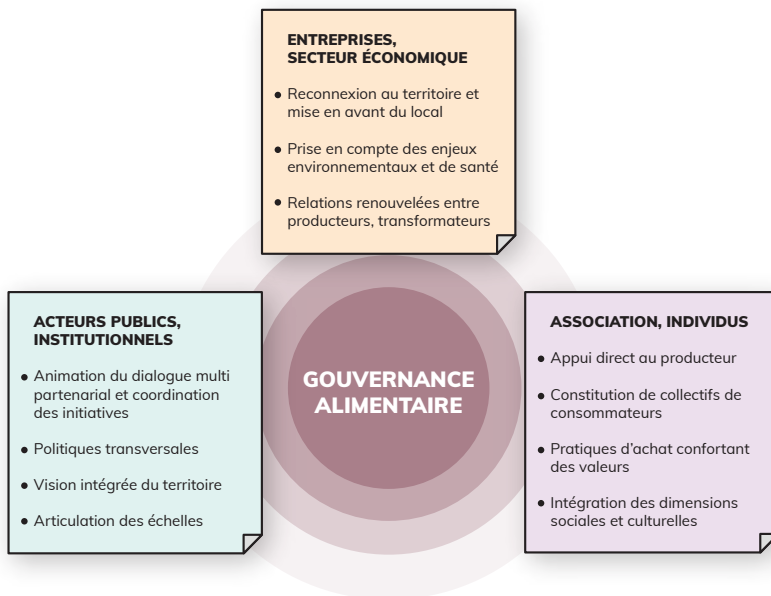 ENTREPRISES,
SECTEUR ÉCONOMIQUE
• Reconnexion au territoire et
mise en avant du local
• Prise en compte des enjeux
environnementaux et de santé
• Relations renouvelées entre
producteurs, transformateurs
ACTEURS PUBLICS,
INSTITUTIONNELS
• Animation du dialogue multi
partenarial et coordination
des initiatives
• Politiques transversales
• Vision intégrée du territoire
• Articulation des échelles
GOUVERNANCE
ALIMENTAIRE
ASSOCIATION, INDIVIDUS
• Appui direct au producteur
• Constitution de collectifs de
consommateurs
• Pratiques d’achat confortant
des valeurs
• Intégration des dimensions
sociales et culturelles